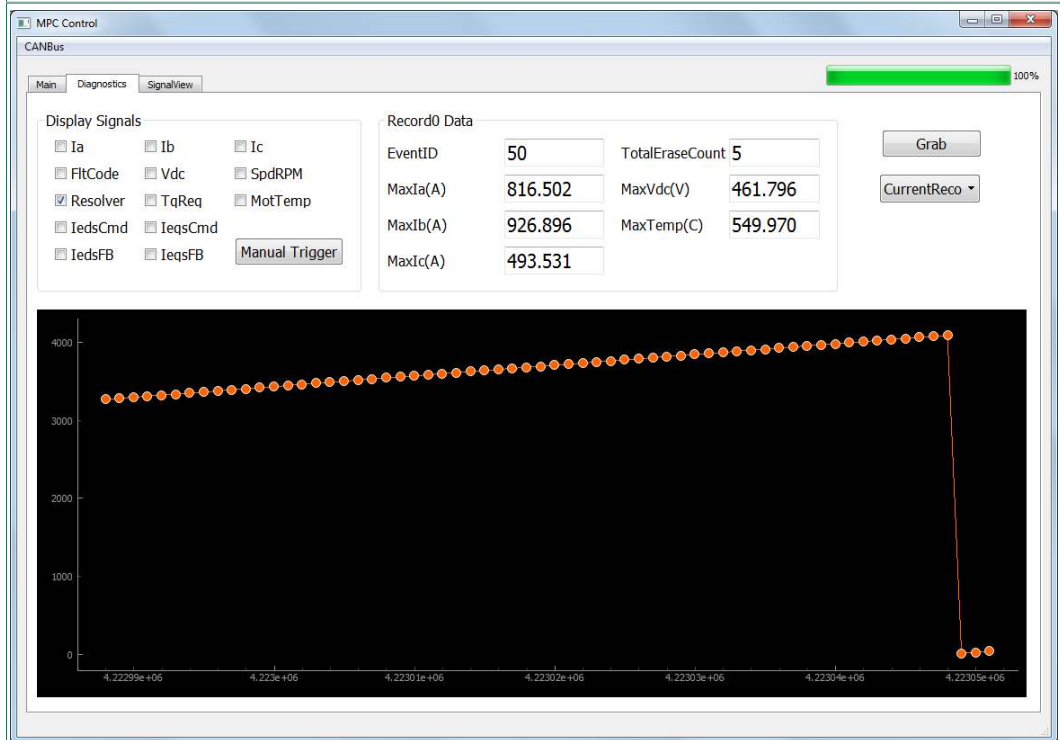 MPC Control
CANBus
Main Diagnostics SignalView
100%
Display Signals
Ia Ib Ic
FltCode Vdc SpdRPM
Resolver TqReq MotTemp
IedsCmd IeqsCmd
IedsFB IeqsFB Manual Trigger
Record0 Data
EventID 50 TotalEraseCount 5
MaxIa(A) 816.502 MaxVdc(V) 461.796
MaxIb(A) 926.896 MaxTemp(C) 549.970
MaxIc(A) 493.531
Grab
CurrentReco
4000
3000
2000
1000
0
4.22299e+06 4.223e+06 4.22301e+06 4.22302e+06 4.22303e+06 4.22304e+06 4.22305e+06